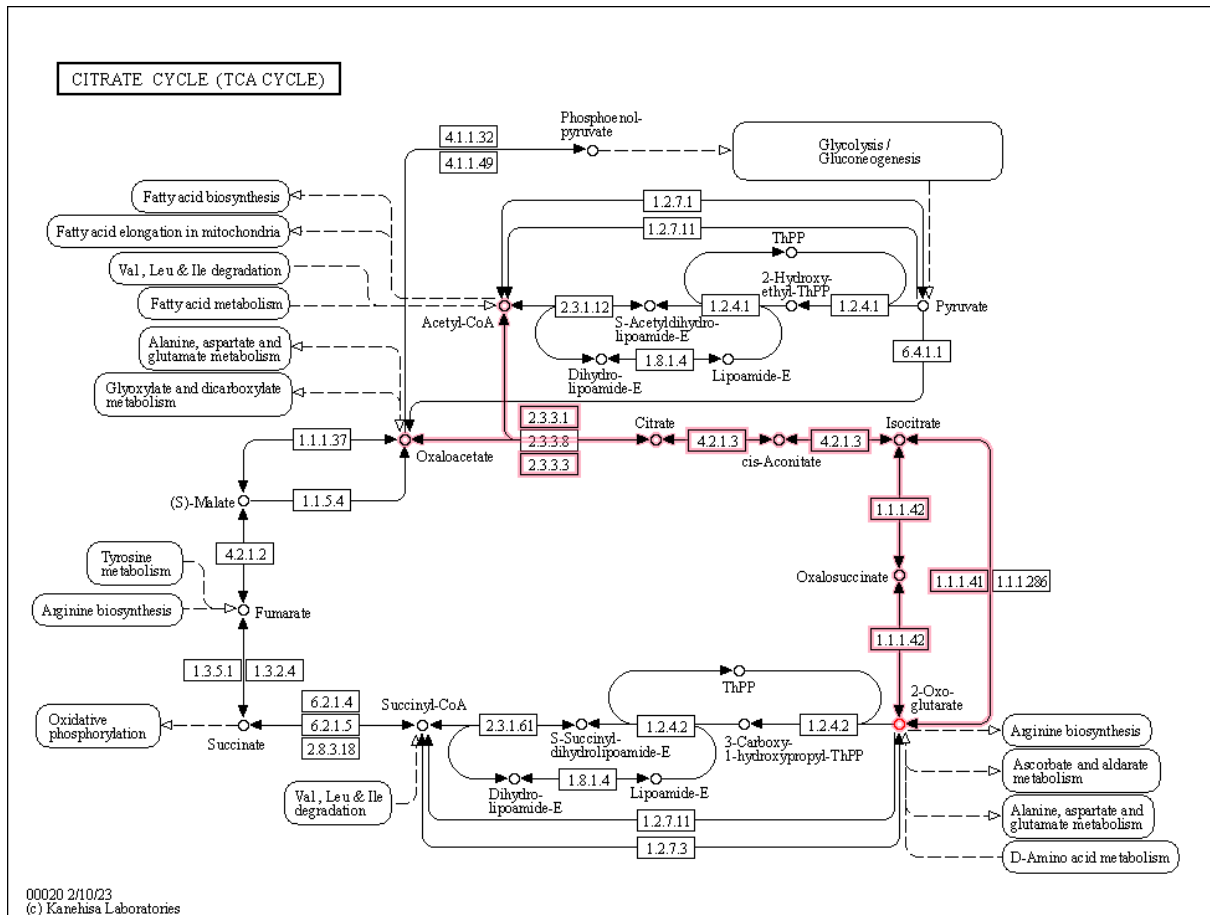 CITRATE CYCLE (TCA CYCLE)
Phosphoenol-
pyruvate
4.1.1.32
4.1.1.49
Glycolysis /
Gluconeogenesis
Fatty acid biosynthesis
Fatty acid elongation in mitochondria
Val, Leu & Ile degradation
Fatty acid metabolism
Alanine, aspartate and
glutamate metabolism
Glyoxylate and dicarboxylate
metabolism
1.2.7.1
1.2.7.11
ThPP
2-Hydroxy-
ethyl-ThPP
2.3.1.12
1.2.4.1
1.2.4.1
Pyruvate
Acetyl-CoA
S-Acetyldihydro-
lipoamide-E
1.8.1.4
Dihydro-
lipoamide-E
Lipoamide-E
6.4.1.1
2.3.3.1
2.3.3.8
2.3.3.3
Citrate
4.2.1.3
cis-Aconitate
4.2.1.3
Isocitrate
1.1.1.37
Oxaloacetate
(S)-Malate
1.1.5.4
1.1.1.42
4.2.1.2
Tyrosine
metabolism
Oxalosuccinate
1.1.1.41
1.1.1.286
Arginine biosynthesis
Fumarate
1.1.1.42
1.3.5.1
1.3.2.4
ThPP
2-Oxo-
glutarate
Oxidative
phosphorylation
Succinate
6.2.1.4
6.2.1.5
2.8.3.18
Succinyl-CoA
2.3.1.61
S-Succinyl-
dihydrolipoamide-E
1.2.4.2
3-Carboxy-
1-hydroxypropyl-ThPP
1.2.4.2
Arginine biosynthesis
Ascorbate and aldarate
metabolism
Alanine, aspartate and
glutamate metabolism
D-Amino acid metabolism
Val, Leu & Ile
degradation
Dihydro-
lipoamide-E
1.8.1.4
Lipoamide-E
1.2.7.11
1.2.7.3
00020 2/10/23
(c) Kanehisa Laboratories